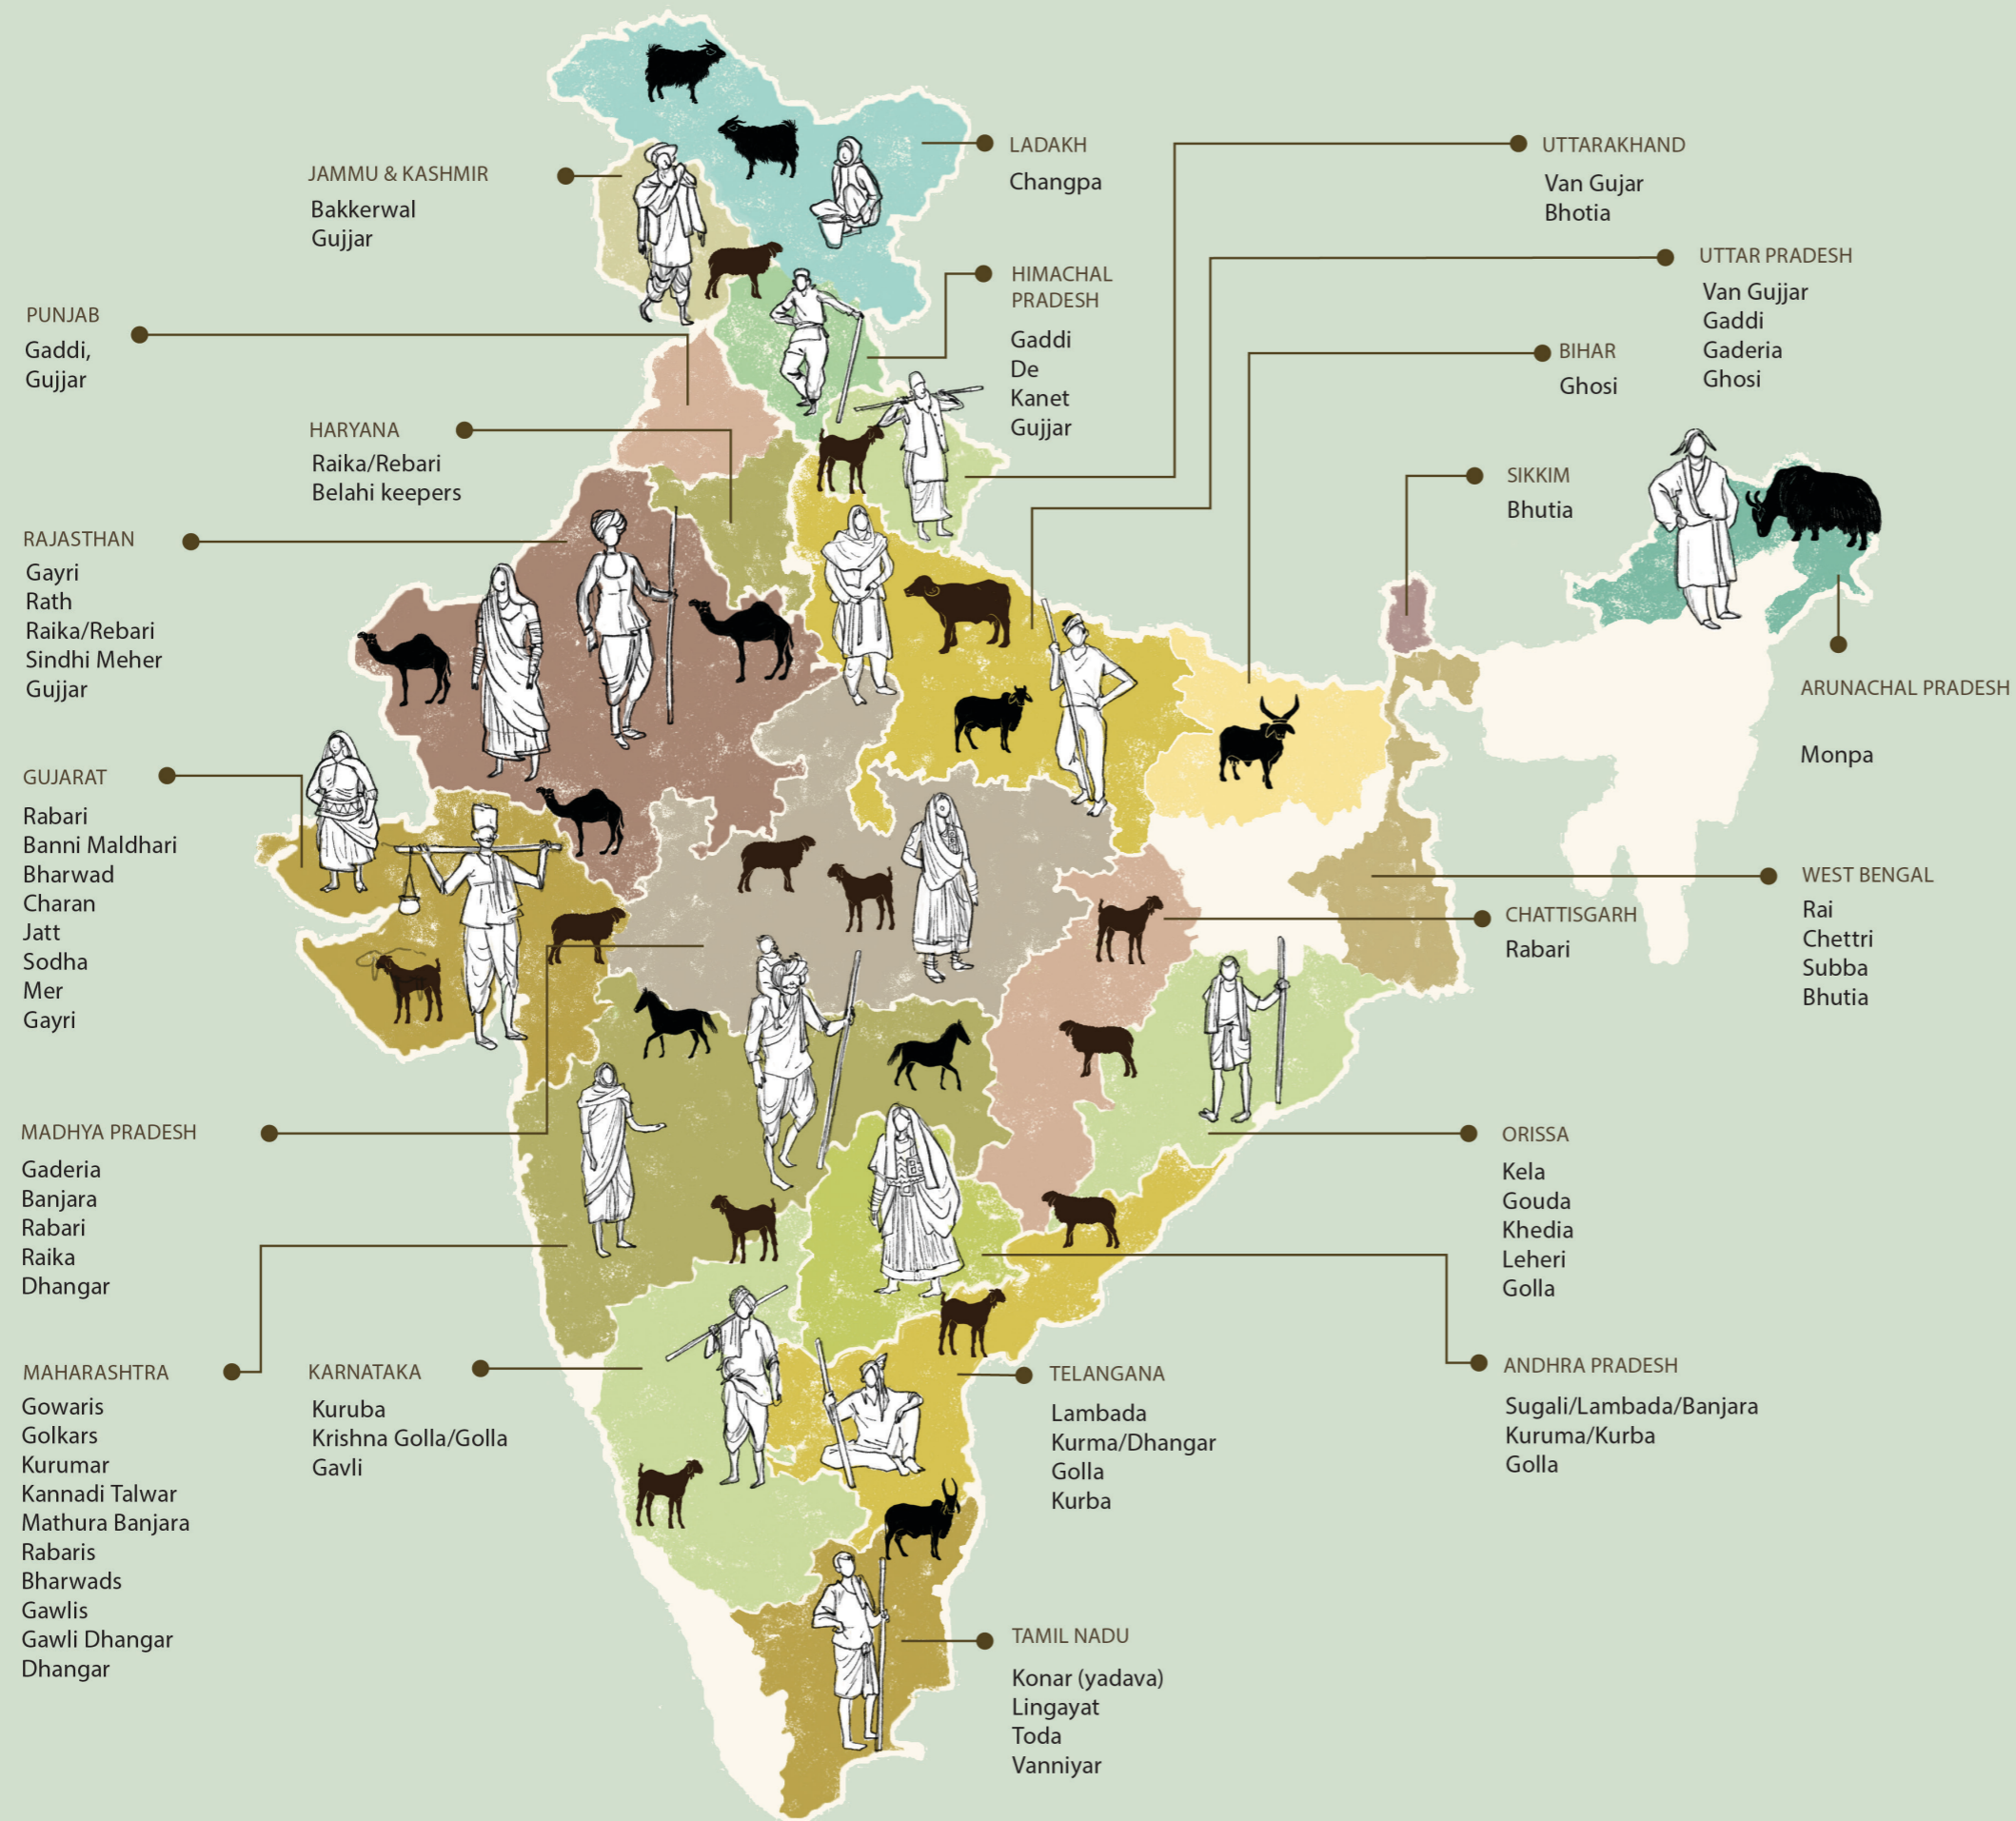 LADAKH
Changpa
UTTARAKHAND
Van Gujar
Bhotia
JAMMU & KASHMIR
Bakkerwal
Gujjar
HIMACHAL
PRADESH
Gaddi
De
Kanet
Gujjar
UTTAR PRADESH
Van Gujjar
Gaddi
Gaderia
Ghosi
PUNJAB
Gaddi,
Gujjar
BIHAR
Ghosi
HARYANA
Raika/Rebari
Belahi keepers
SIKKIM
Bhutia
RAJASTHAN
Gayri
Rath
Raika/Rebari
Sindhi Meher
Gujjar
ARUNACHAL PRADESH
Monpa
GUJARAT
Rabari
Banni Maldhari
Bharwad
Charan
Jatt
Sodha
Mer
Gayri
WEST BENGAL
Rai
Chettri
Subba
Bhutia
CHATTISGARH
Rabari
MADHYA PRADESH
Gaderia
Banjara
Rabari
Raika
Dhangar
ORISSA
Kela
Gouda
Khedia
Leheri
Golla
MAHARASHTRA
Gowaris
Golkars
Kurumar
Kannadi Talwar
Mathura Banjara
Rabaris
Bharwads
Gawlis
Gawli Dhangar
Dhangar
KARNATAKA
Kuruba
Krishna Golla/Golla
Gavli
TELANGANA
Lambada
Kurma/Dhangar
Golla
Kurba
ANDHRA PRADESH
Sugali/Lambada/Banjara
Kuruma/Kurba
Golla
TAMIL NADU
Konar (yadava)
Lingayat
Toda
Vanniyar